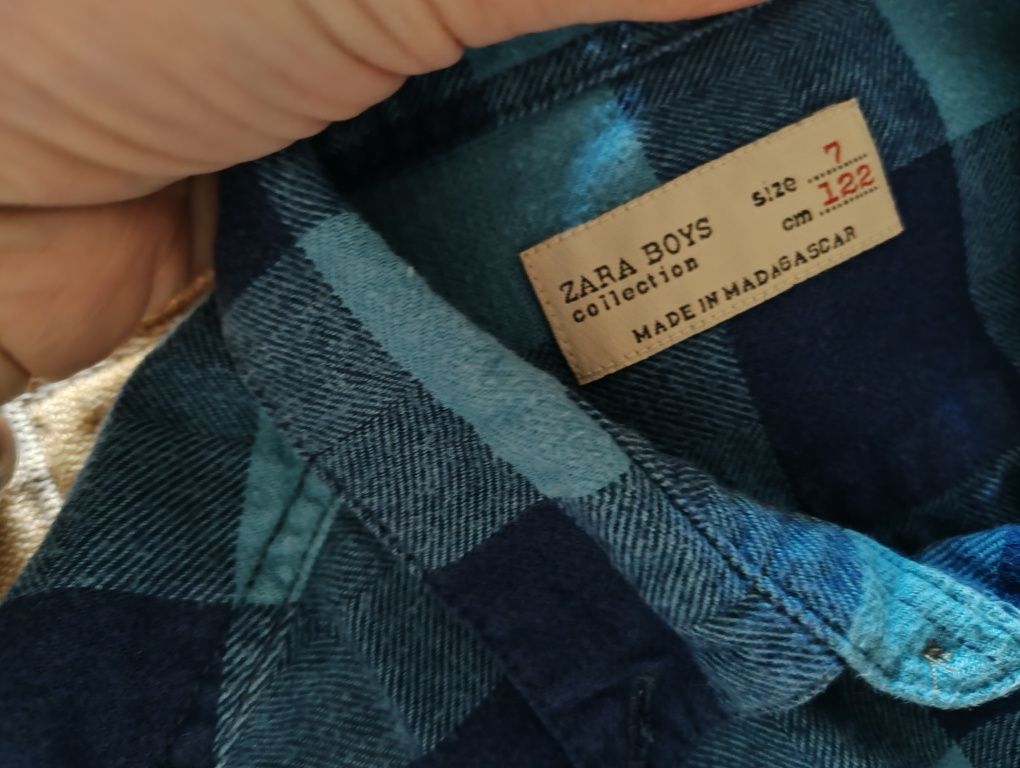 ZARA BOYS
collection
size 7
cm 122
MADE IN MADAGASCAR